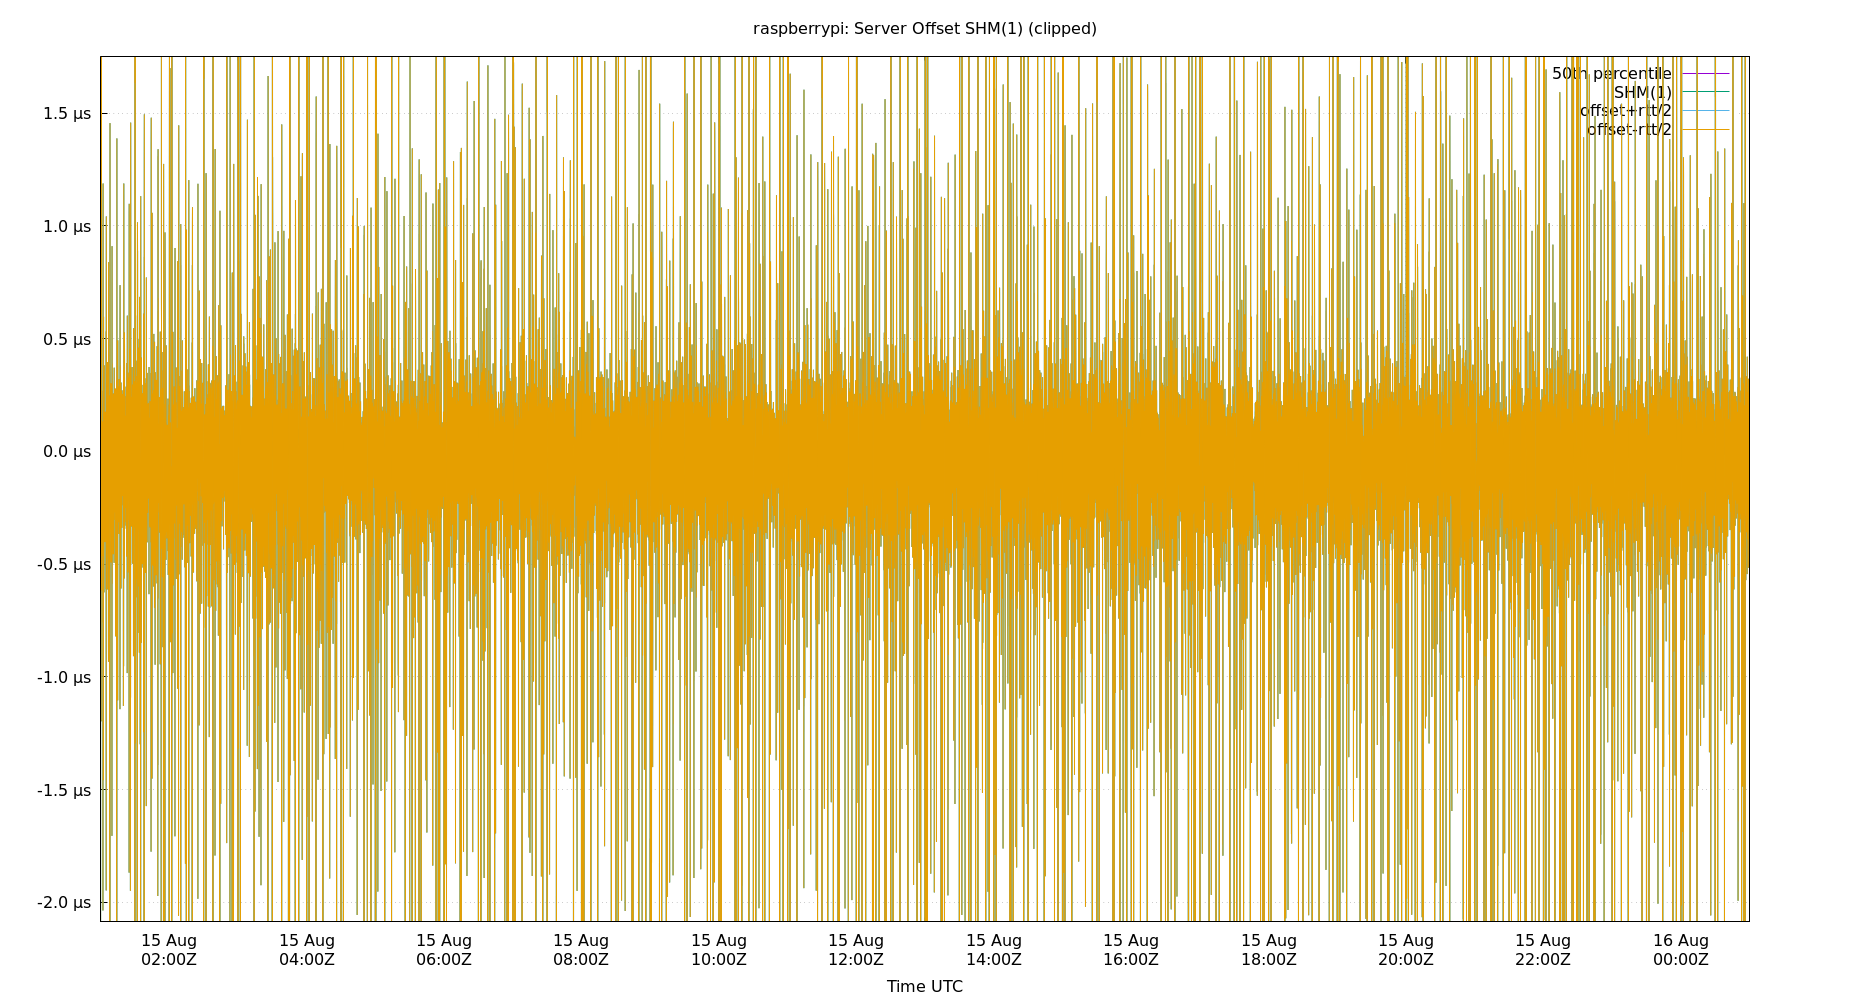 raspberrypi: Server Offset SHM(1) (clipped)
50th percentile
SHM(1)
offset+rtt/2
offset-rtt/2
1.5 µs
1.0 µs
0.5 µs
0.0 µs
-0.5 µs
-1.0 µs
-1.5 µs
-2.0 µs
15 Aug 15 Aug 15 Aug 15 Aug 15 Aug 15 Aug 15 Aug 15 Aug 15 Aug 15 Aug 15 Aug 16 Aug
02:00Z 04:00Z 06:00Z 08:00Z 10:00Z 12:00Z 14:00Z 16:00Z 18:00Z 20:00Z 22:00Z 00:00Z
Time UTC